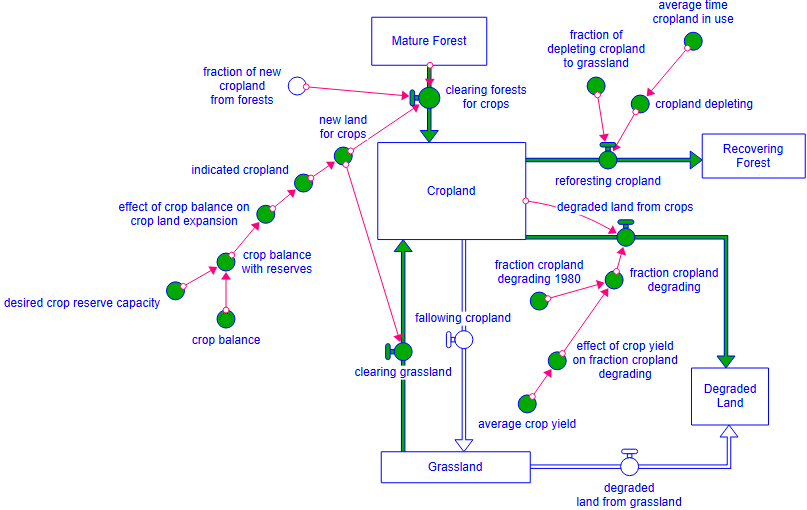 average time
cropland in use
Mature Forest
fraction of
depleting cropland
to grassland
fraction of new
cropland
from forests
clearing forests
for crops
cropland depleting
new land
for crops
Recovering
Forest
indicated cropland
Cropland
reforesting cropland
effect of crop balance on
crop land expansion
degraded land from crops
crop balance
with reserves
fraction cropland
degrading 1980
fraction cropland
degrading
desired crop reserve capacity
fallowing cropland
crop balance
clearing grassland
effect of crop yield
on fraction cropland
degrading
Degraded
Land
average crop yield
Grassland
degraded
land from grassland